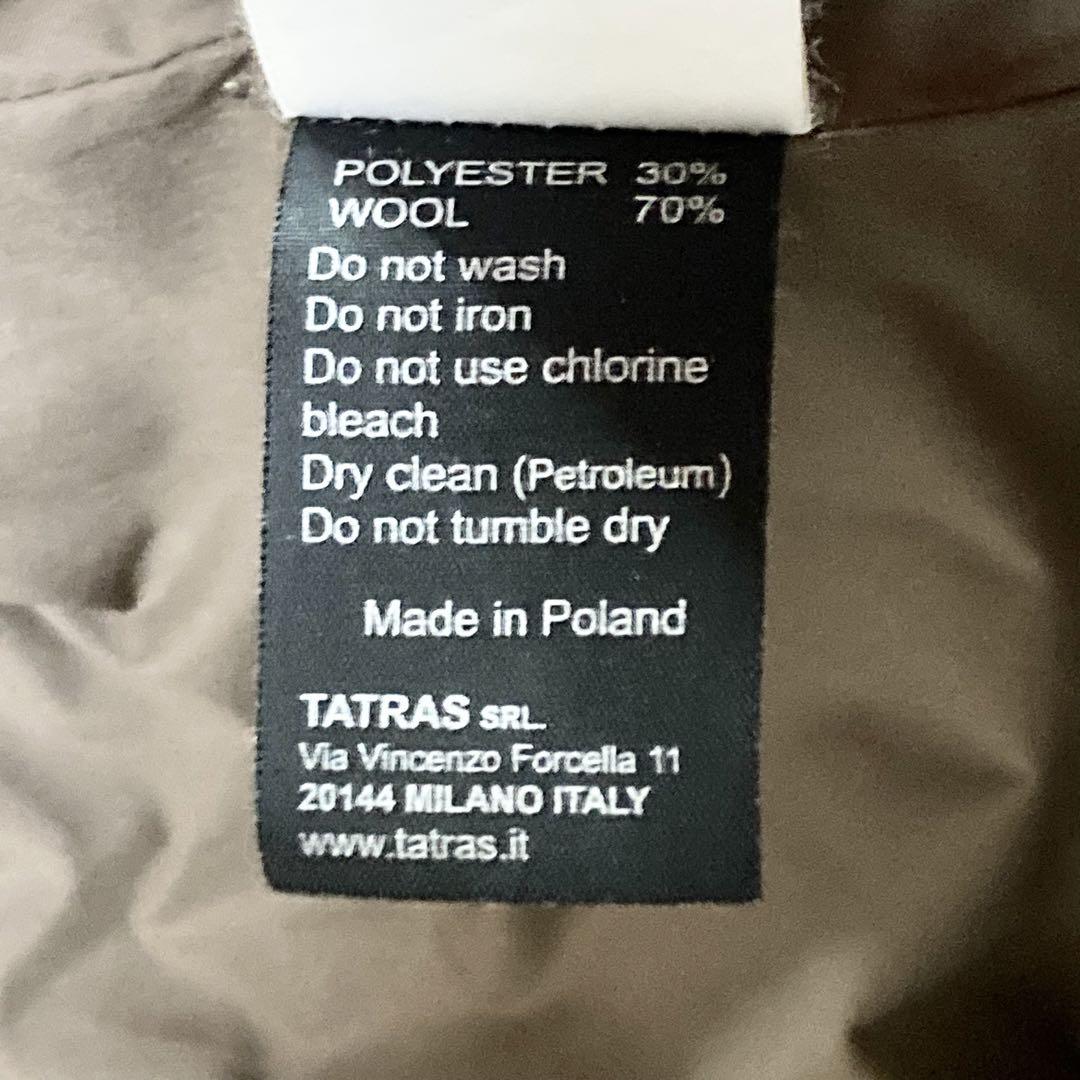 POLYESTER 30%
WOOL 70%
Do not wash
Do not iron
Do not use chlorine
bleach
Dry clean (Petroleum)
Do not tumble dry
Made in Poland
TATRAS SRL.
Via Vincenzo Forcella 11
20144 MILANO ITALY
www.tatras.it